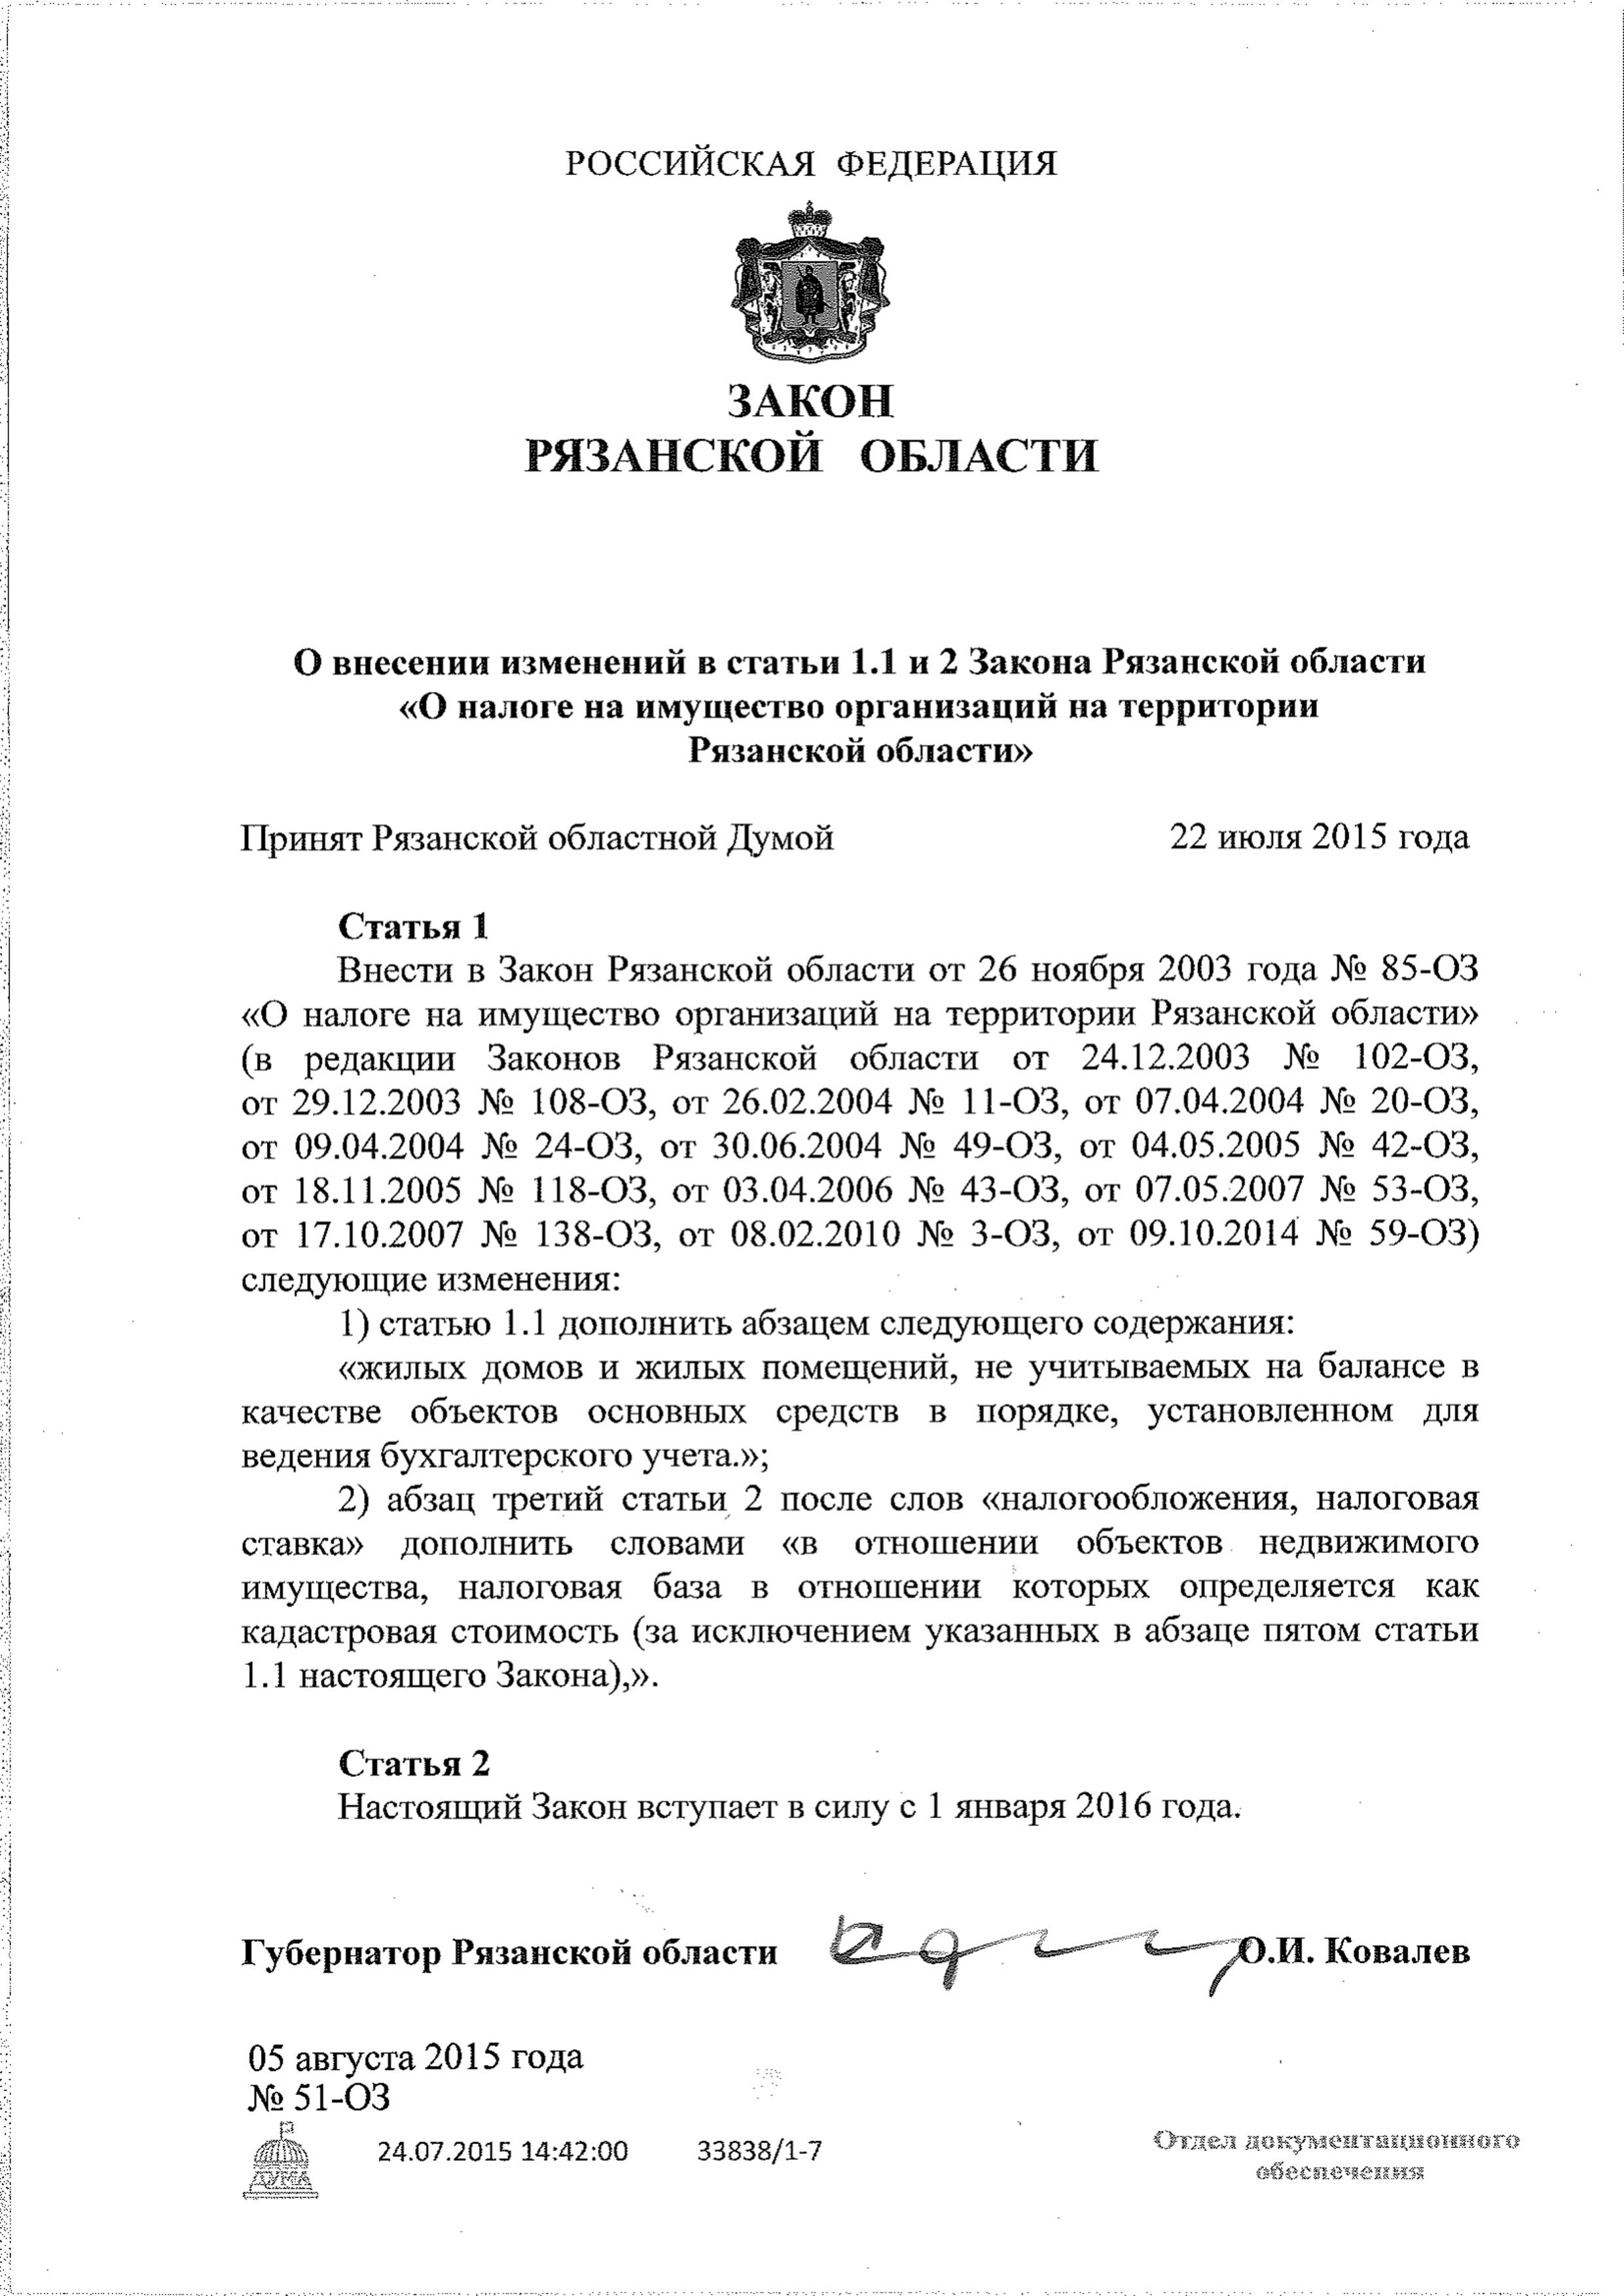 РОССИЙСКАЯ ФЕДЕРАЦИЯ
ЗАКОН
РЯЗАНСКОЙ ОБЛАСТИ
О внесении изменений в статьи 1.1 и 2 Закона Рязанской области
«О налоге на имущество организаций на территории
Рязанской области»
Принят Рязанской областной Думой 22 июля 2015 года
Статья 1
Внести в Закон Рязанской области от 26 ноября 2003 года № 85-ОЗ
«О налоге на имущество организаций на территории Рязанской области»
(в редакции Законов Рязанской области от 24.12.2003 № 102-ОЗ,
от 29.12.2003 № 108-ОЗ, от 26.02.2004 № 11-ОЗ, от 07.04.2004 № 20-ОЗ,
от 09.04.2004 № 24-ОЗ, от 30.06.2004 № 49-ОЗ, от 04.05.2005 № 42-ОЗ,
от 18.11.2005 № 118-ОЗ, от 03.04.2006 № 43-ОЗ, от 07.05.2007 № 53-ОЗ,
от 17.10.2007 № 138-ОЗ, от 08.02.2010 № 3-ОЗ, от 09.10.2014 № 59-ОЗ)
следующие изменения:
1) статью 1.1 дополнить абзацем следующего содержания:
«жилых домов и жилых помещений, не учитываемых на балансе в
качестве объектов основных средств в порядке, установленном для
ведения бухгалтерского учета.»;
2) абзац третий статьи 2 после слов «налогообложения, налоговая
ставка» дополнить словами «в отношении объектов недвижимого
имущества, налоговая база в отношении которых определяется как
кадастровая стоимость (за исключением указанных в абзаце пятом статьи
1.1 настоящего Закона),».
Статья 2
Настоящий Закон вступает в силу с 1 января 2016 года.
Губернатор Рязанской области О.И. Ковалев
05 августа 2015 года
№ 51-ОЗ
ДУМА 24.07.2015 14:42:00 33838/1-7
Отдел документационного
обеспечения